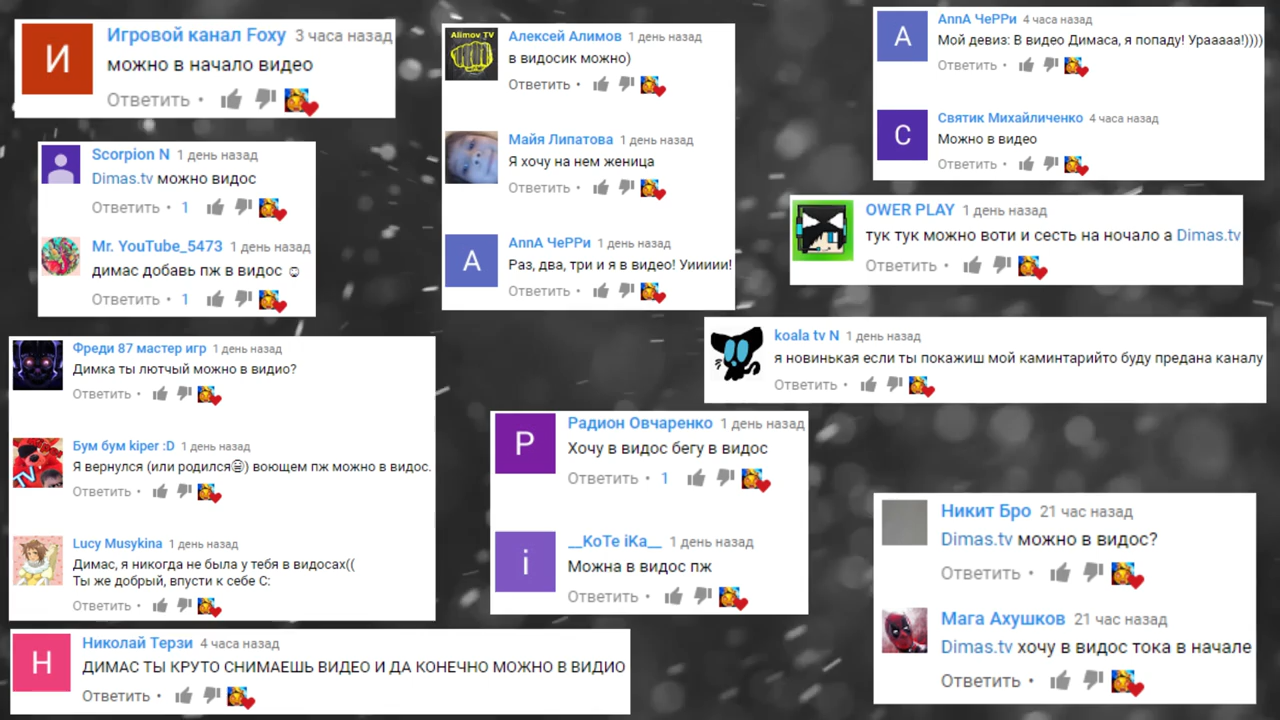 И
Игровой канал Foxy 3 часа назад
можно в начало видео
Ответить
Scorpion N 1 день назад
Dimas.tv можно видос
Ответить • 1
Mr. YouTube_5473 1 день назад
димас добавь пж в видос ☺
Ответить • 1
Фреди 87 мастер игр 1 день назад
Димка ты лютчый можно в видио?
Ответить
TV
Бум бум kiper :D 1 день назад
Я вернулся (или родился😁) воющем пж можно в видос.
Ответить
Lucy Musykina 1 день назад
Димас, я никогда не была у тебя в видосах((
Ты же добрый, впусти к себе С:
Ответить
Н
Николай Терзи 4 часа назад
ДИМАС ТЫ КРУТО СНИМАЕШЬ ВИДЕО И ДА КОНЕЧНО МОЖНО В ВИДИО
Ответить
Alimov TV
Алексей Алимов 1 день назад
в видосик можно)
Ответить
Майя Липатова 1 день назад
Я хочу на нем женица
Ответить
А
АnnА ЧеРРи 1 день назад
Раз, два, три и я в видео! Уиииии!
Ответить
Р
Радион Овчаренко 1 день назад
Хочу в видос бегу в видос
Ответить • 1
i
__KoTe iKa__ 1 день назад
Можна в видос пж
Ответить
А
АnnА ЧеРРи 4 часа назад
Мой девиз: В видео Димаса, я попаду! Урааааа!))))
Ответить
С
Святик Михайличенко 4 часа назад
Можно в видео
Ответить
OWER PLAY 1 день назад
тук тук можно воти и сесть на ночало а Dimas.tv
Ответить
koala tv N 1 день назад
я новинькая если ты покажиш мой каминтарийто буду предана каналу
Ответить
Никит Бро 21 час назад
Dimas.tv можно в видос?
Ответить
Мага Ахушков 21 час назад
Dimas.tv хочу в видос тока в начале
Ответить